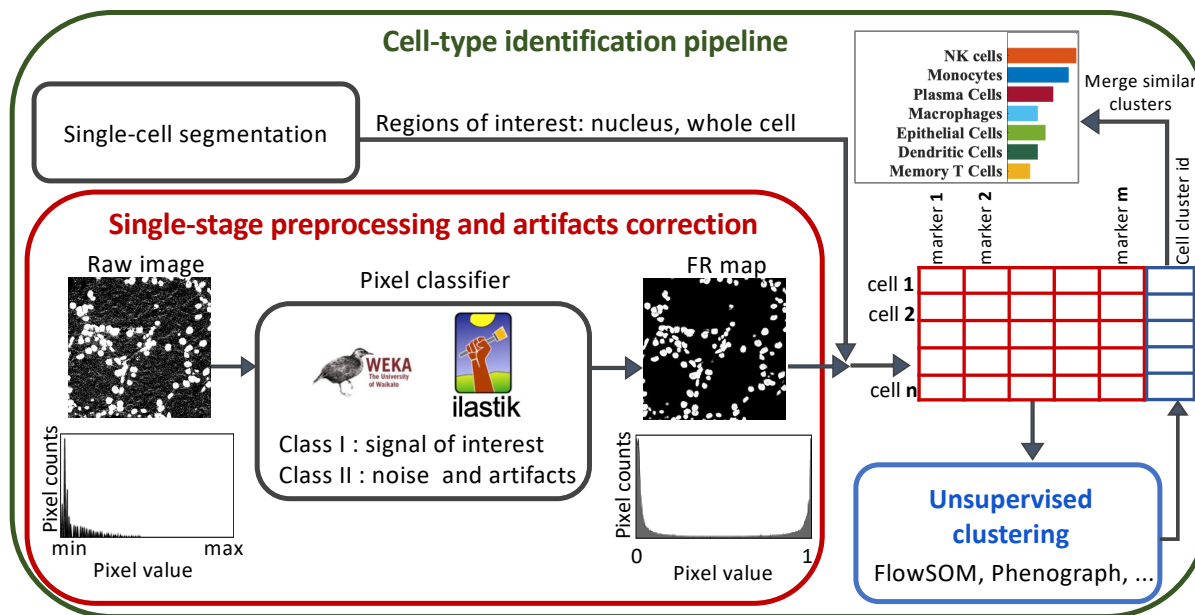 Cell-type identification pipeline
Single-cell segmentation
Regions of interest: nucleus, whole cell
NK cells
Monocytes
Plasma Cells
Macrophages
Epithelial Cells
Dendritic Cells
Memory T Cells
Merge similar
clusters
Single-stage preprocessing and artifacts correction
Raw image
Pixel classifier
FR map
WEKA
The University
of Waikato
ilastik
Class I : signal of interest
Class II : noise and artifacts
Pixel counts
min
max
Pixel value
Pixel counts
0
1
Pixel value
marker 1
marker 2
marker m
Cell cluster id
cell 1
cell 2
cell n
Unsupervised
clustering
FlowSOM, Phenograph, ...